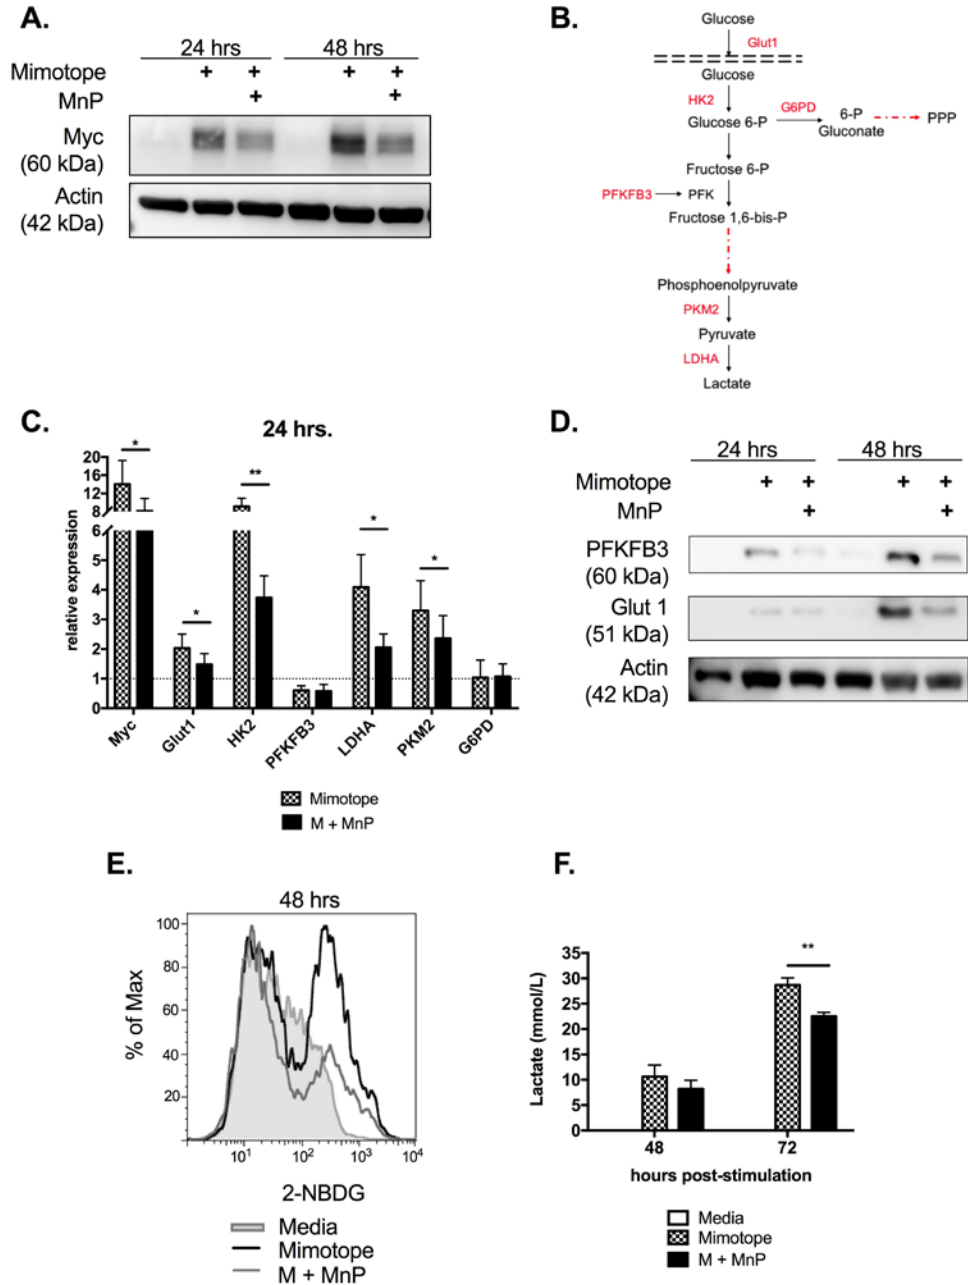 A.
24 hrs 48 hrs
Mimotope + + + +
MnP + +
Myc
(60 kDa)
Actin
(42 kDa)
B.
Glucose
Glut1
Glucose
HK2 G6PD
Glucose 6-P 6-P
Gluconate PPP
Fructose 6-P
PFKFB3 PFK
Fructose 1,6-bis-P
Phosphoenolpyruvate
PKM2
Pyruvate
LDHA
Lactate
C.
24 hrs.
relative expression
20
16
12
8
6
4
3
2
1
0
* * ** * *
Myc Glut1 HK2 PFKFB3 LDHA PKM2 G6PD
Mimotope
M + MnP
D.
24 hrs 48 hrs
Mimotope + + + +
MnP + +
PFKFB3
(60 kDa)
Glut 1
(51 kDa)
Actin
(42 kDa)
E.
48 hrs
% of Max
100
80
60
40
20
10¹ 10² 10³ 10⁴
2-NBDG
Media
Mimotope
M + MnP
F.
Lactate (mmol/L)
35
30
25
20
15
10
5
0
**
48 72
hours post-stimulation
Media
Mimotope
M + MnP